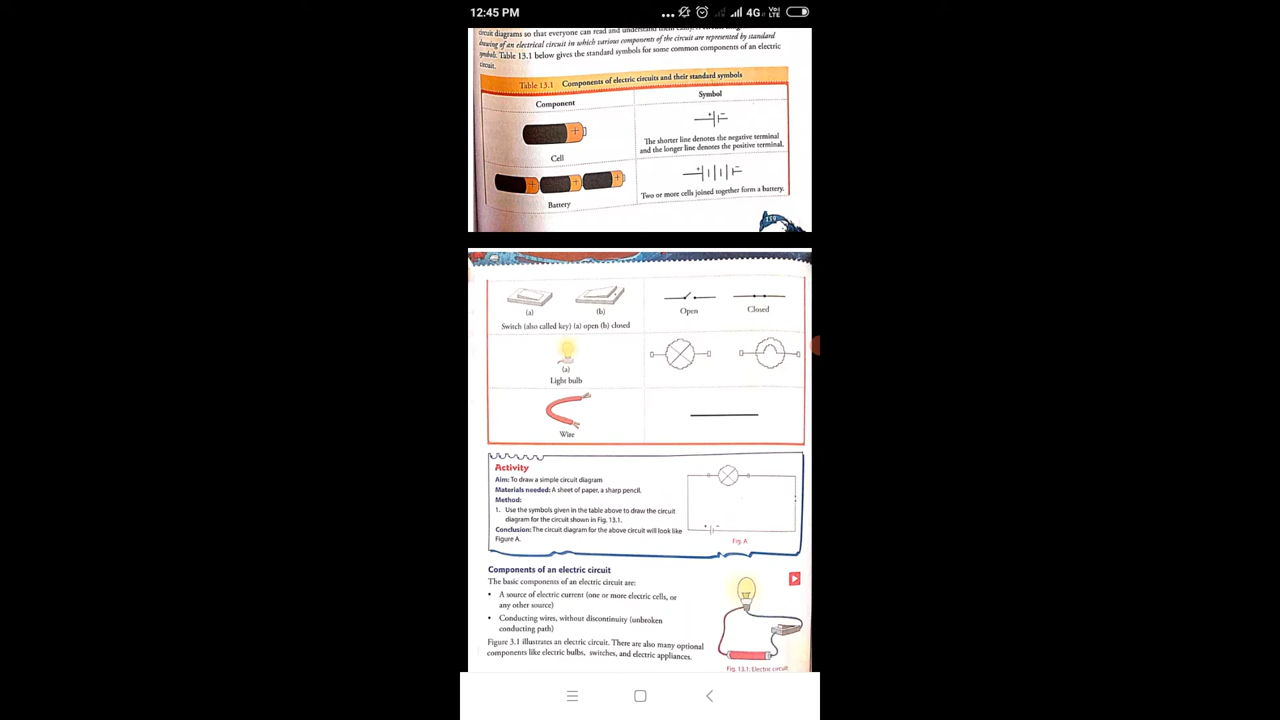 12:45 PM
... 4G Vo LTE
circuit diagrams so that everyone can read and understand them
drawing of an electrical circuit in which various components of the circuit are represented by standard
symbols. Table 13.1 below gives the standard symbols for some common components of an electric
circuit.
Table 13.1 Components of electric circuits and their standard symbols
Component
Symbol
+ −
The shorter line denotes the negative terminal
and the longer line denotes the positive terminal.
Cell
+ −
Two or more cells joined together form a battery.
Battery
159
(a) (b)
Switch (also called key) (a) open (b) closed
Open Closed
(a)
Light bulb
Wire
Activity
Aim: To draw a simple circuit diagram
Materials needed: A sheet of paper, a sharp pencil.
Method:
1. Use the symbols given in the table above to draw the circuit
diagram for the circuit shown in Fig. 13.1.
Conclusion: The circuit diagram for the above circuit will look like
Figure A.
+ −
Fig. A
Components of an electric circuit
The basic components of an electric circuit are:
• A source of electric current (one or more electric cells, or
any other source)
• Conducting wires, without discontinuity (unbroken
conducting path)
Figure 3.1 illustrates an electric circuit. There are also many optional
components like electric bulbs, switches, and electric appliances.
Fig. 13.1: Electric circuit